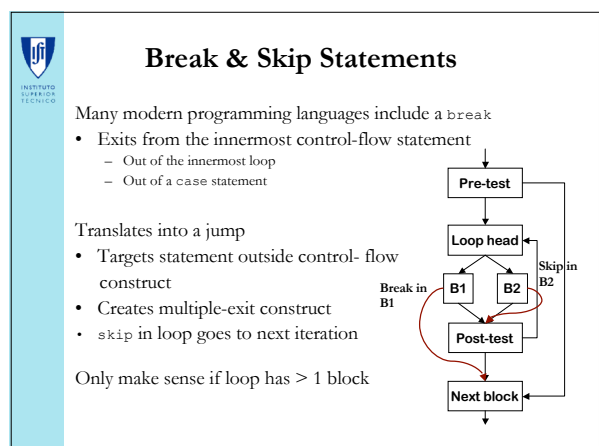 INSTITUTO
SUPERIOR
TECNICO
Break & Skip Statements
Many modern programming languages include a break
• Exits from the innermost control-flow statement
– Out of the innermost loop
– Out of a case statement
Translates into a jump
• Targets statement outside control- flow
construct
• Creates multiple-exit construct
• skip in loop goes to next iteration
Only make sense if loop has > 1 block
Pre-test
Loop head
B1
B2
Break in
B1
Skip in
B2
Post-test
Next block